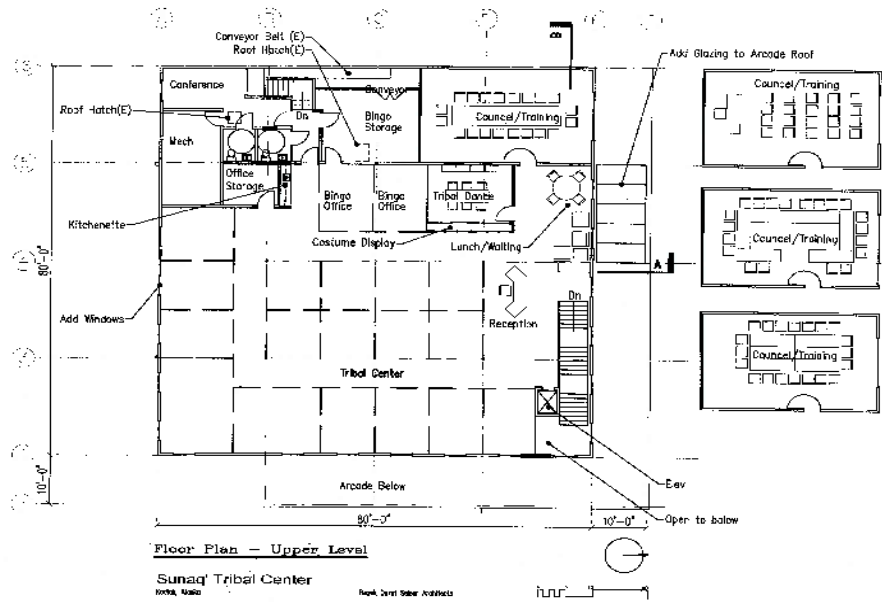 Conveyor Belt (E)
Roof Hatch(E)
Add Glazing to Arcade Roof
Conference
Conveyor
Roof Hatch(E)
Dn
Bingo
Storage
Councel/Training
Mech
Office
Storage
Bingo
Office
Bingo
Office
Tribal Dance
Kitchenette
Costume Display
Lunch/Waiting
A
80'-0"
Add Windows
Dn
Reception
Tribal Center
10'-0"
Arcade Below
Elev
Open to below
80'-0"
10'-0"
Councel/Training
Councel/Training
Councel/Training
Floor Plan - Upper Level
Sunaq' Tribal Center
Kodiak, Alaska